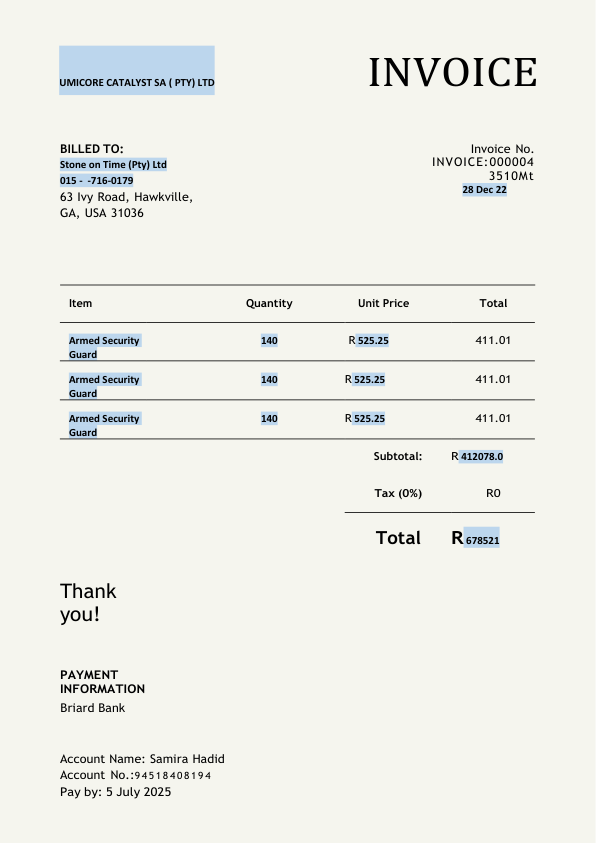 UMICORE CATALYST SA ( PTY) LTD
INVOICE
BILLED TO:
Stone on Time (Pty) Ltd
015 -  -716-0179
63 Ivy Road, Hawkville,
GA, USA 31036
Invoice No.
INVOICE:000004
3510Mt
28 Dec 22
Item Quantity Unit Price Total
Armed Security
Guard
140 R 525.25 411.01
Armed Security
Guard
140 R 525.25 411.01
Armed Security
Guard
140 R 525.25 411.01
Subtotal: R 412078.0
Tax (0%) R0
Total R 678521
Thank
you!
PAYMENT
INFORMATION
Briard Bank
Account Name: Samira Hadid
Account No.:94518408194
Pay by: 5 July 2025